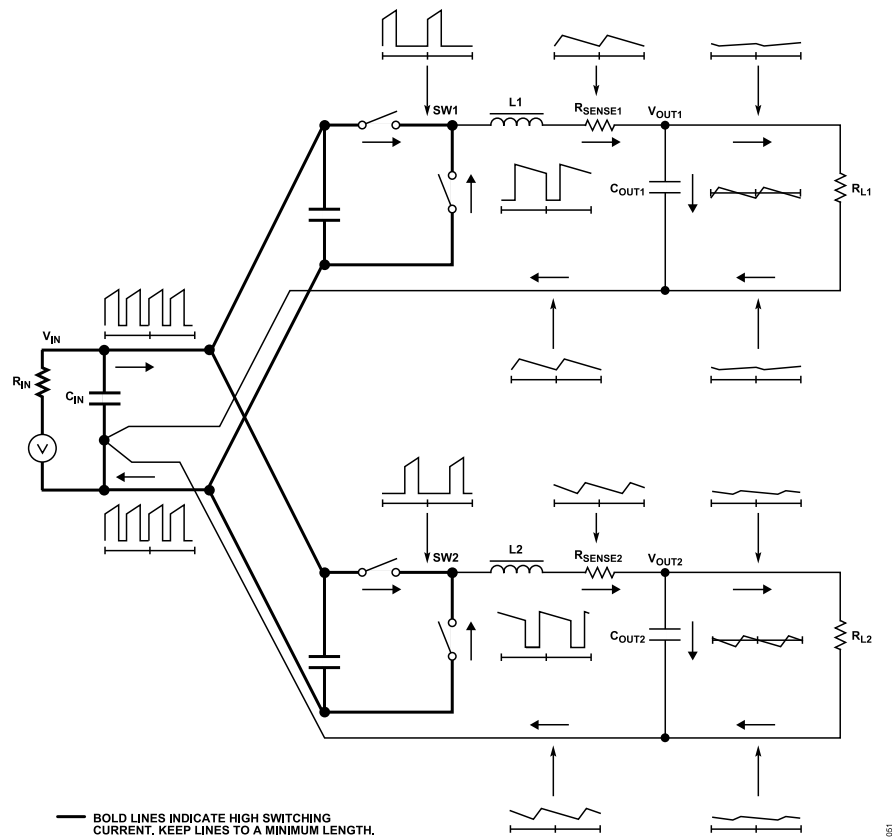 SW1
L1
RSENSE1
VOUT1
COUT1
RL1
VIN
RIN
CIN
V
SW2
L2
RSENSE2
VOUT2
COUT2
RL2
BOLD LINES INDICATE HIGH SWITCHING
CURRENT. KEEP LINES TO A MINIMUM LENGTH.
051